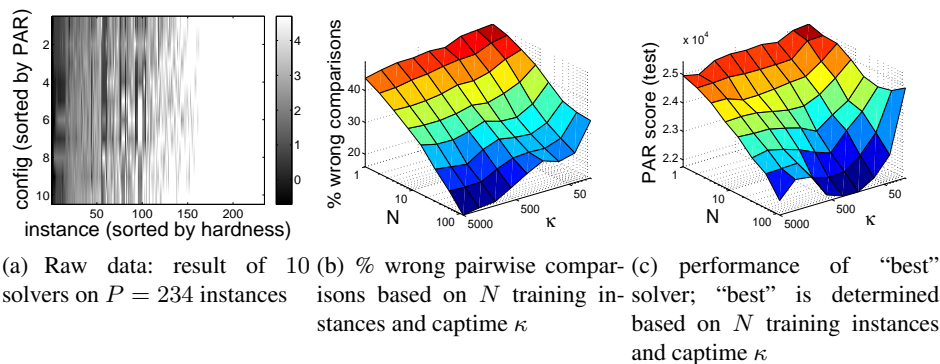 config (sorted by PAR)
2
4
6
8
10
50
100
150
200
instance (sorted by hardness)
4
3
2
1
0
% wrong comparisons
40
30
20
1
10
100
N
5000
500
50
κ
x 10⁴
PAR score (test)
2.5
2.4
2.3
2.2
1
10
100
N
5000
500
50
κ
(a) Raw data: result of 10
solvers on P = 234 instances
(b) % wrong pairwise compar-
isons based on N training in-
stances and captime κ
(c) performance of “best”
solver; “best” is determined
based on N training instances
and captime κ